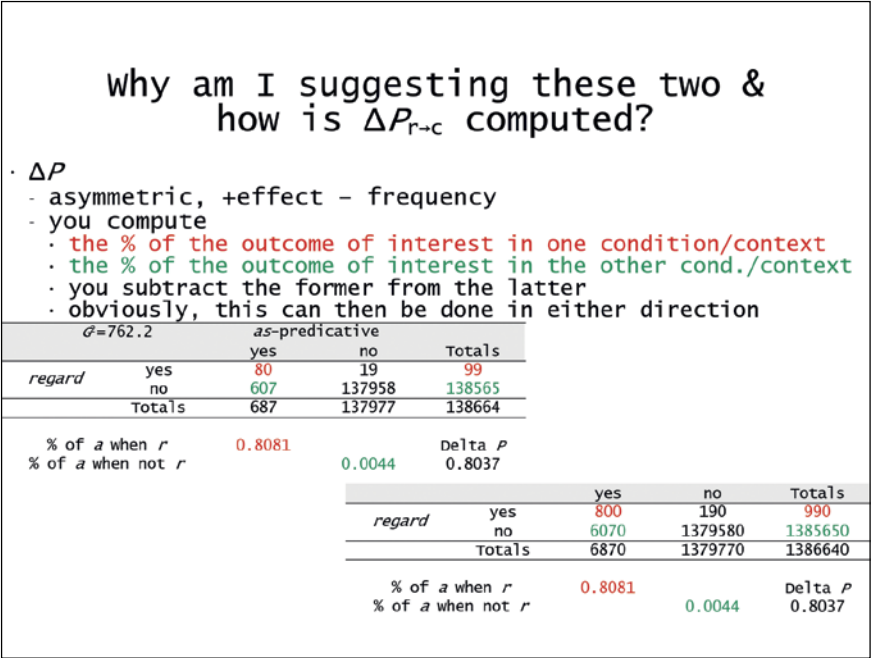 Why am I suggesting these two &
how is ΔPr→c computed?
· ΔP
- asymmetric, +effect – frequency
- you compute
· the % of the outcome of interest in one condition/context
· the % of the outcome of interest in the other cond./context
· you subtract the former from the latter
· obviously, this can then be done in either direction
G²=762.2 as-predicative
yes no Totals
regard yes 80 19 99
no 607 137958 138565
Totals 687 137977 138664
% of a when r 0.8081 Delta P
% of a when not r 0.0044 0.8037
yes no Totals
regard yes 800 190 990
no 6070 1379580 1385650
Totals 6870 1379770 1386640
% of a when r 0.8081 Delta P
% of a when not r 0.0044 0.8037